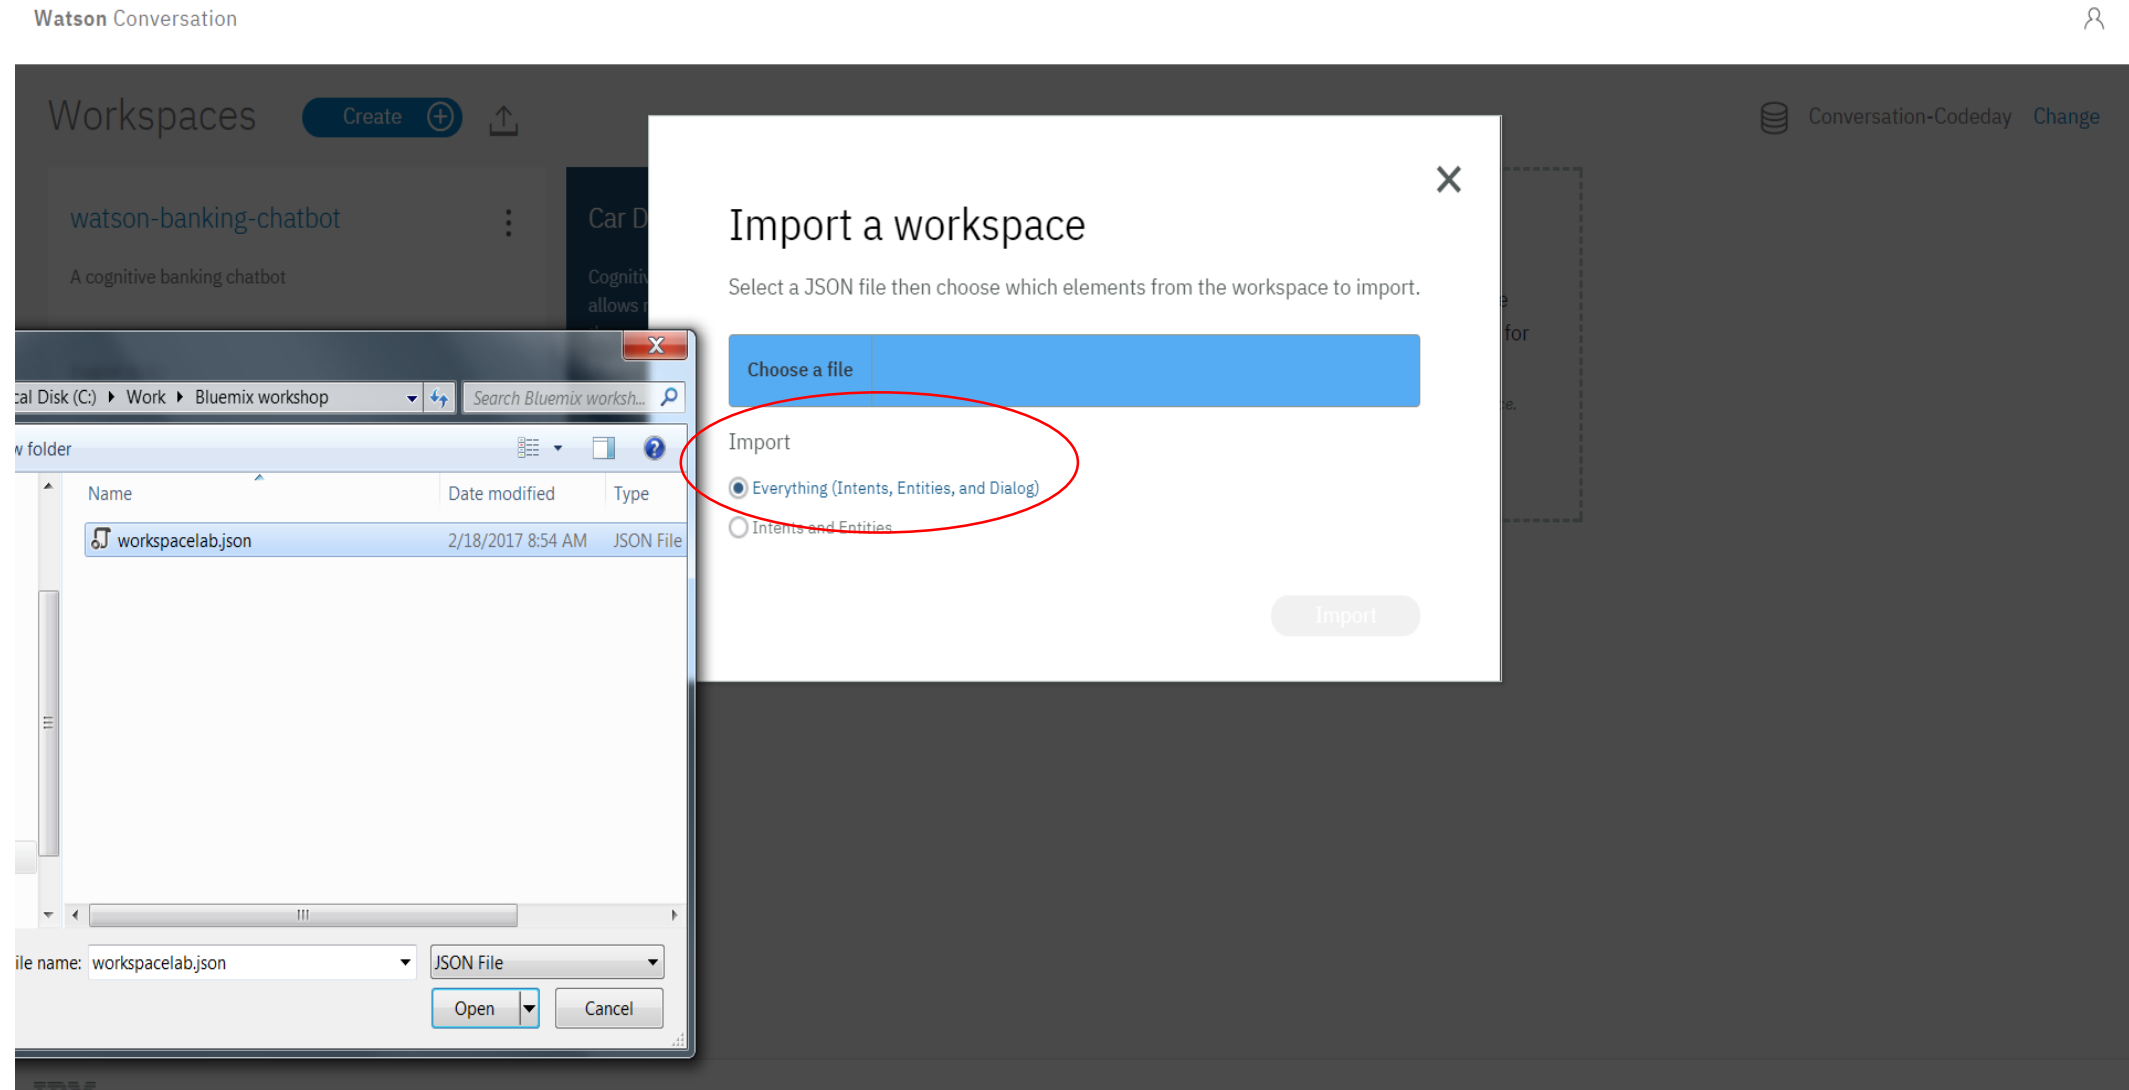 Watson Conversation
Workspaces
Create
Conversation-Codeday Change
watson-banking-chatbot
A cognitive banking chatbot
Car D
Cogniti
allows
Import a workspace
Select a JSON file then choose which elements from the workspace to import.
Choose a file
Import
Everything (Intents, Entities, and Dialog)
Intents and Entities
Import
for
cal Disk (C:) Work Bluemix workshop
Search Bluemix worksh...
w folder
Name Date modified Type
workspacelab.json 2/18/2017 8:54 AM JSON File
ile name: workspacelab.json JSON File
Open Cancel